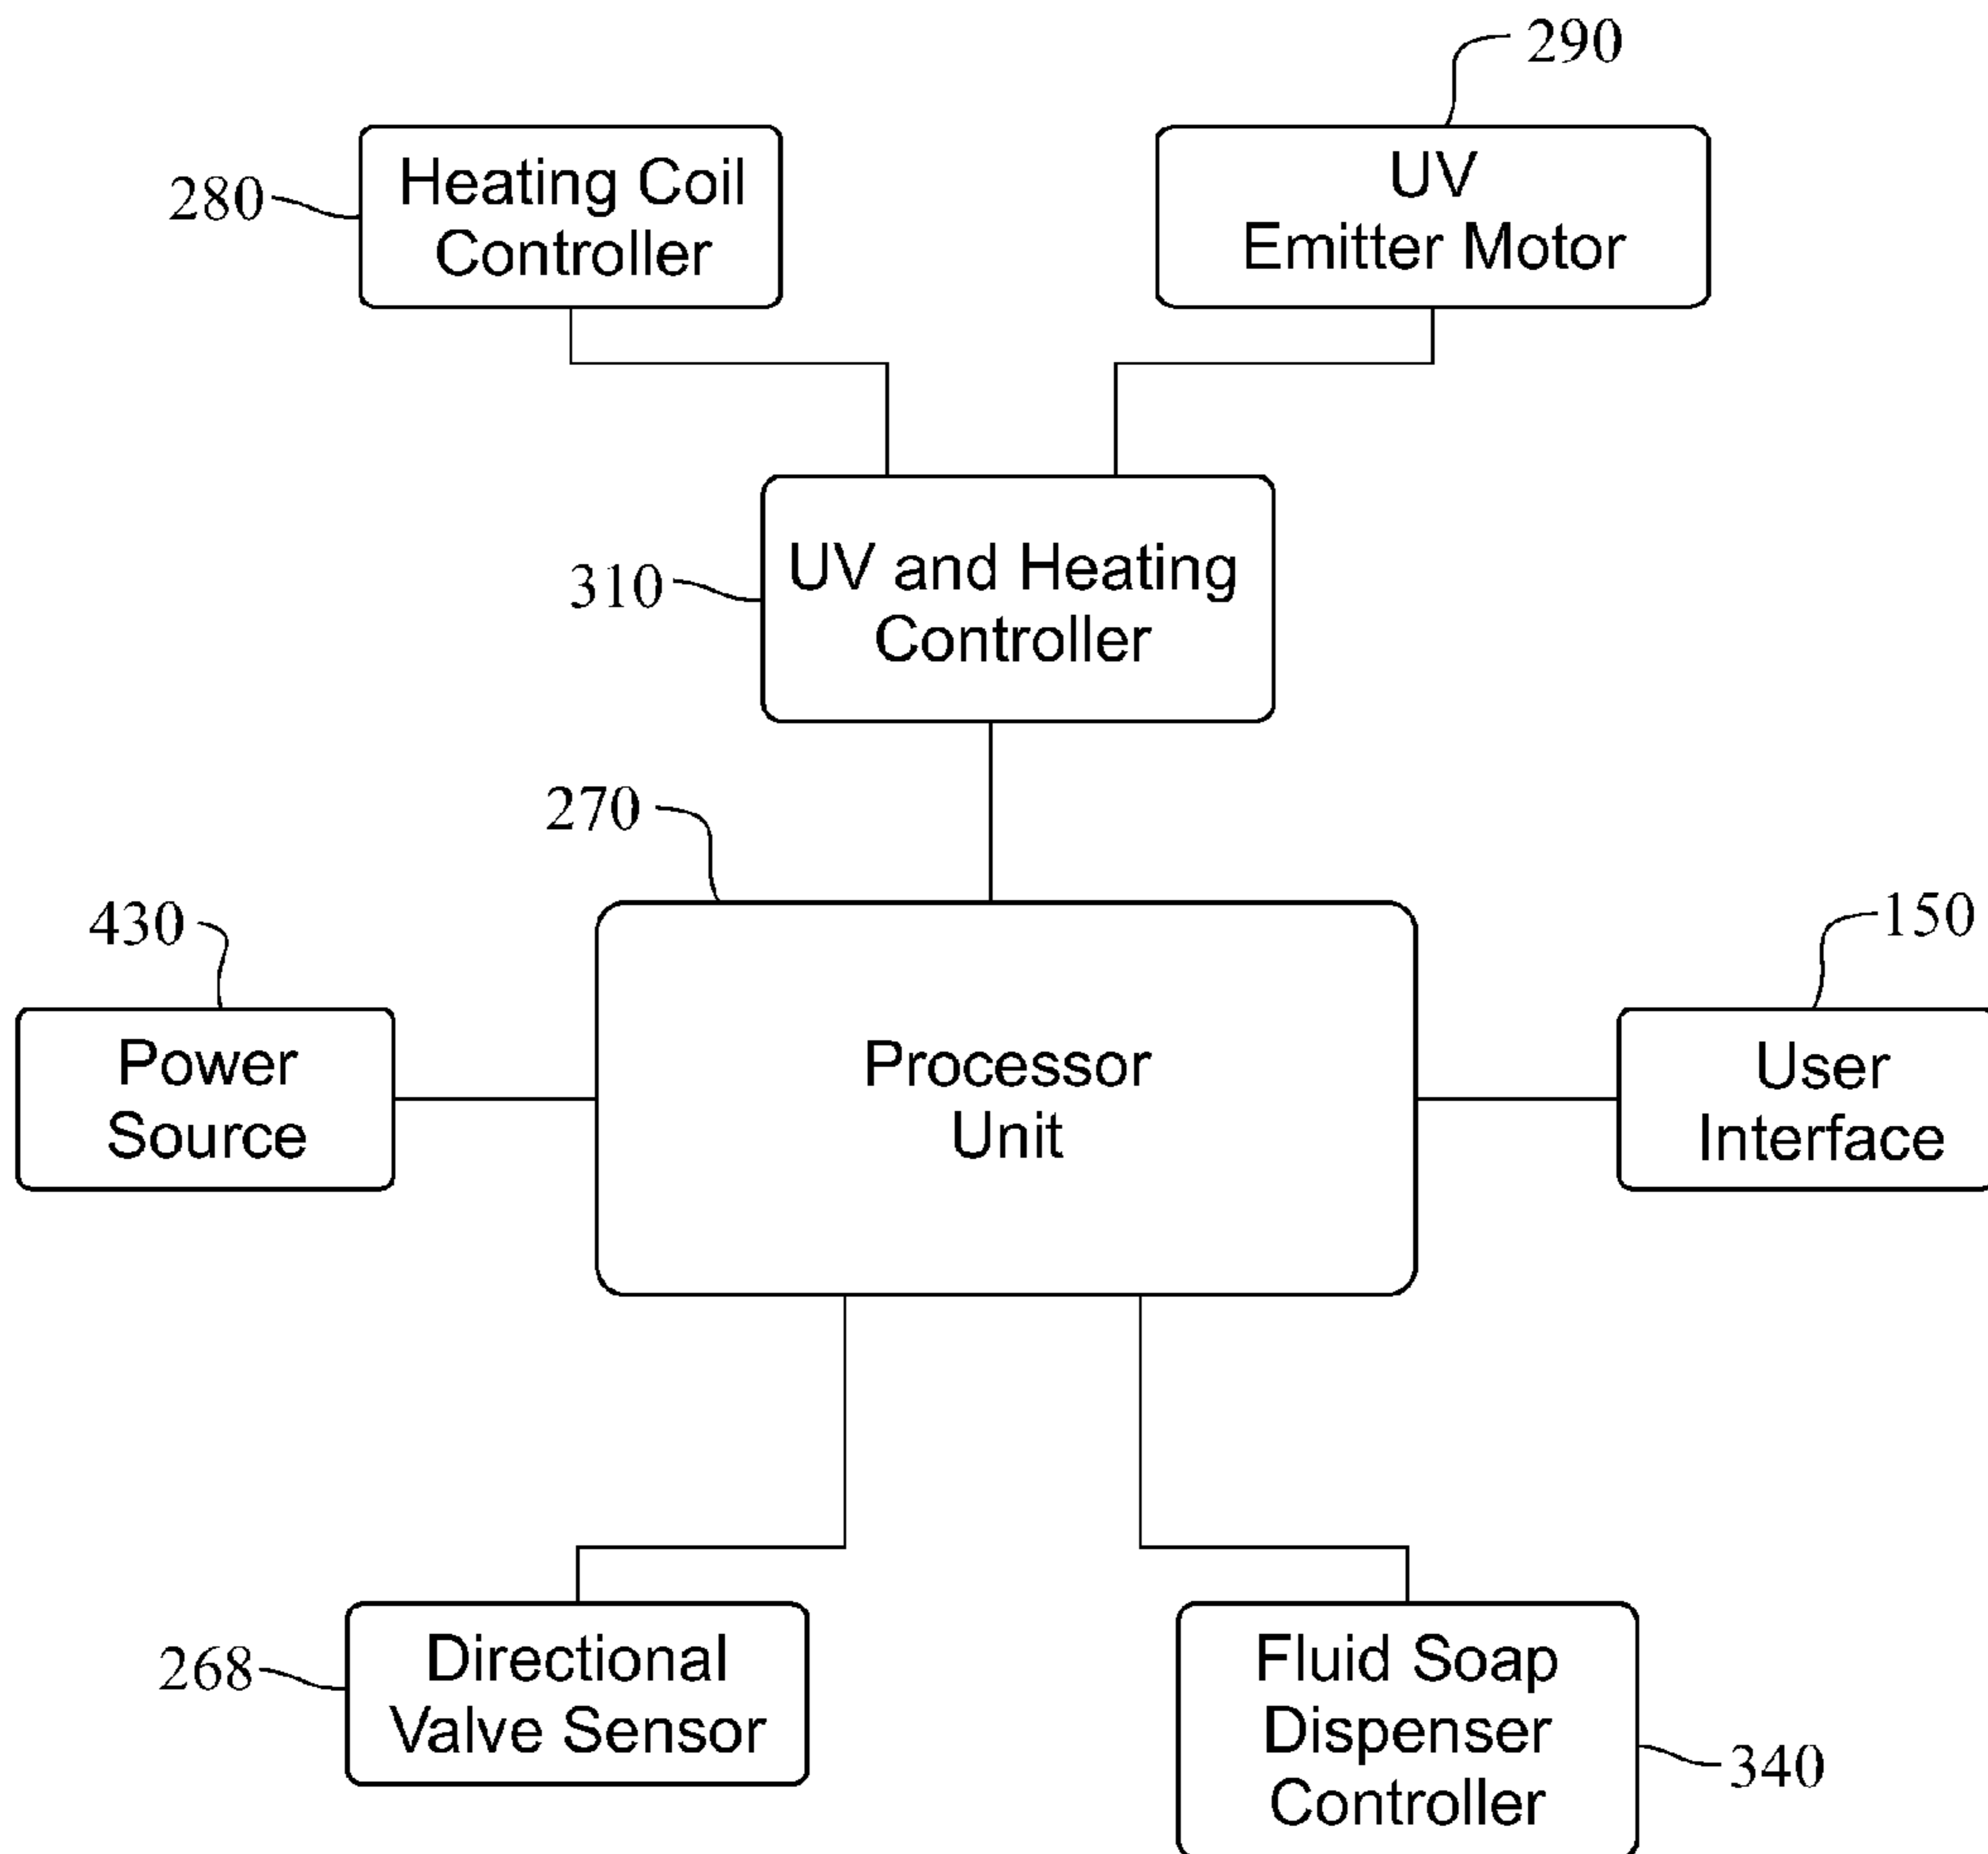 290
280
Heating Coil
Controller
UV
Emitter Motor
310
UV and Heating
Controller
270
430
150
Power
Source
Processor
Unit
User
Interface
268
Directional
Valve Sensor
Fluid Soap
Dispenser
Controller
340